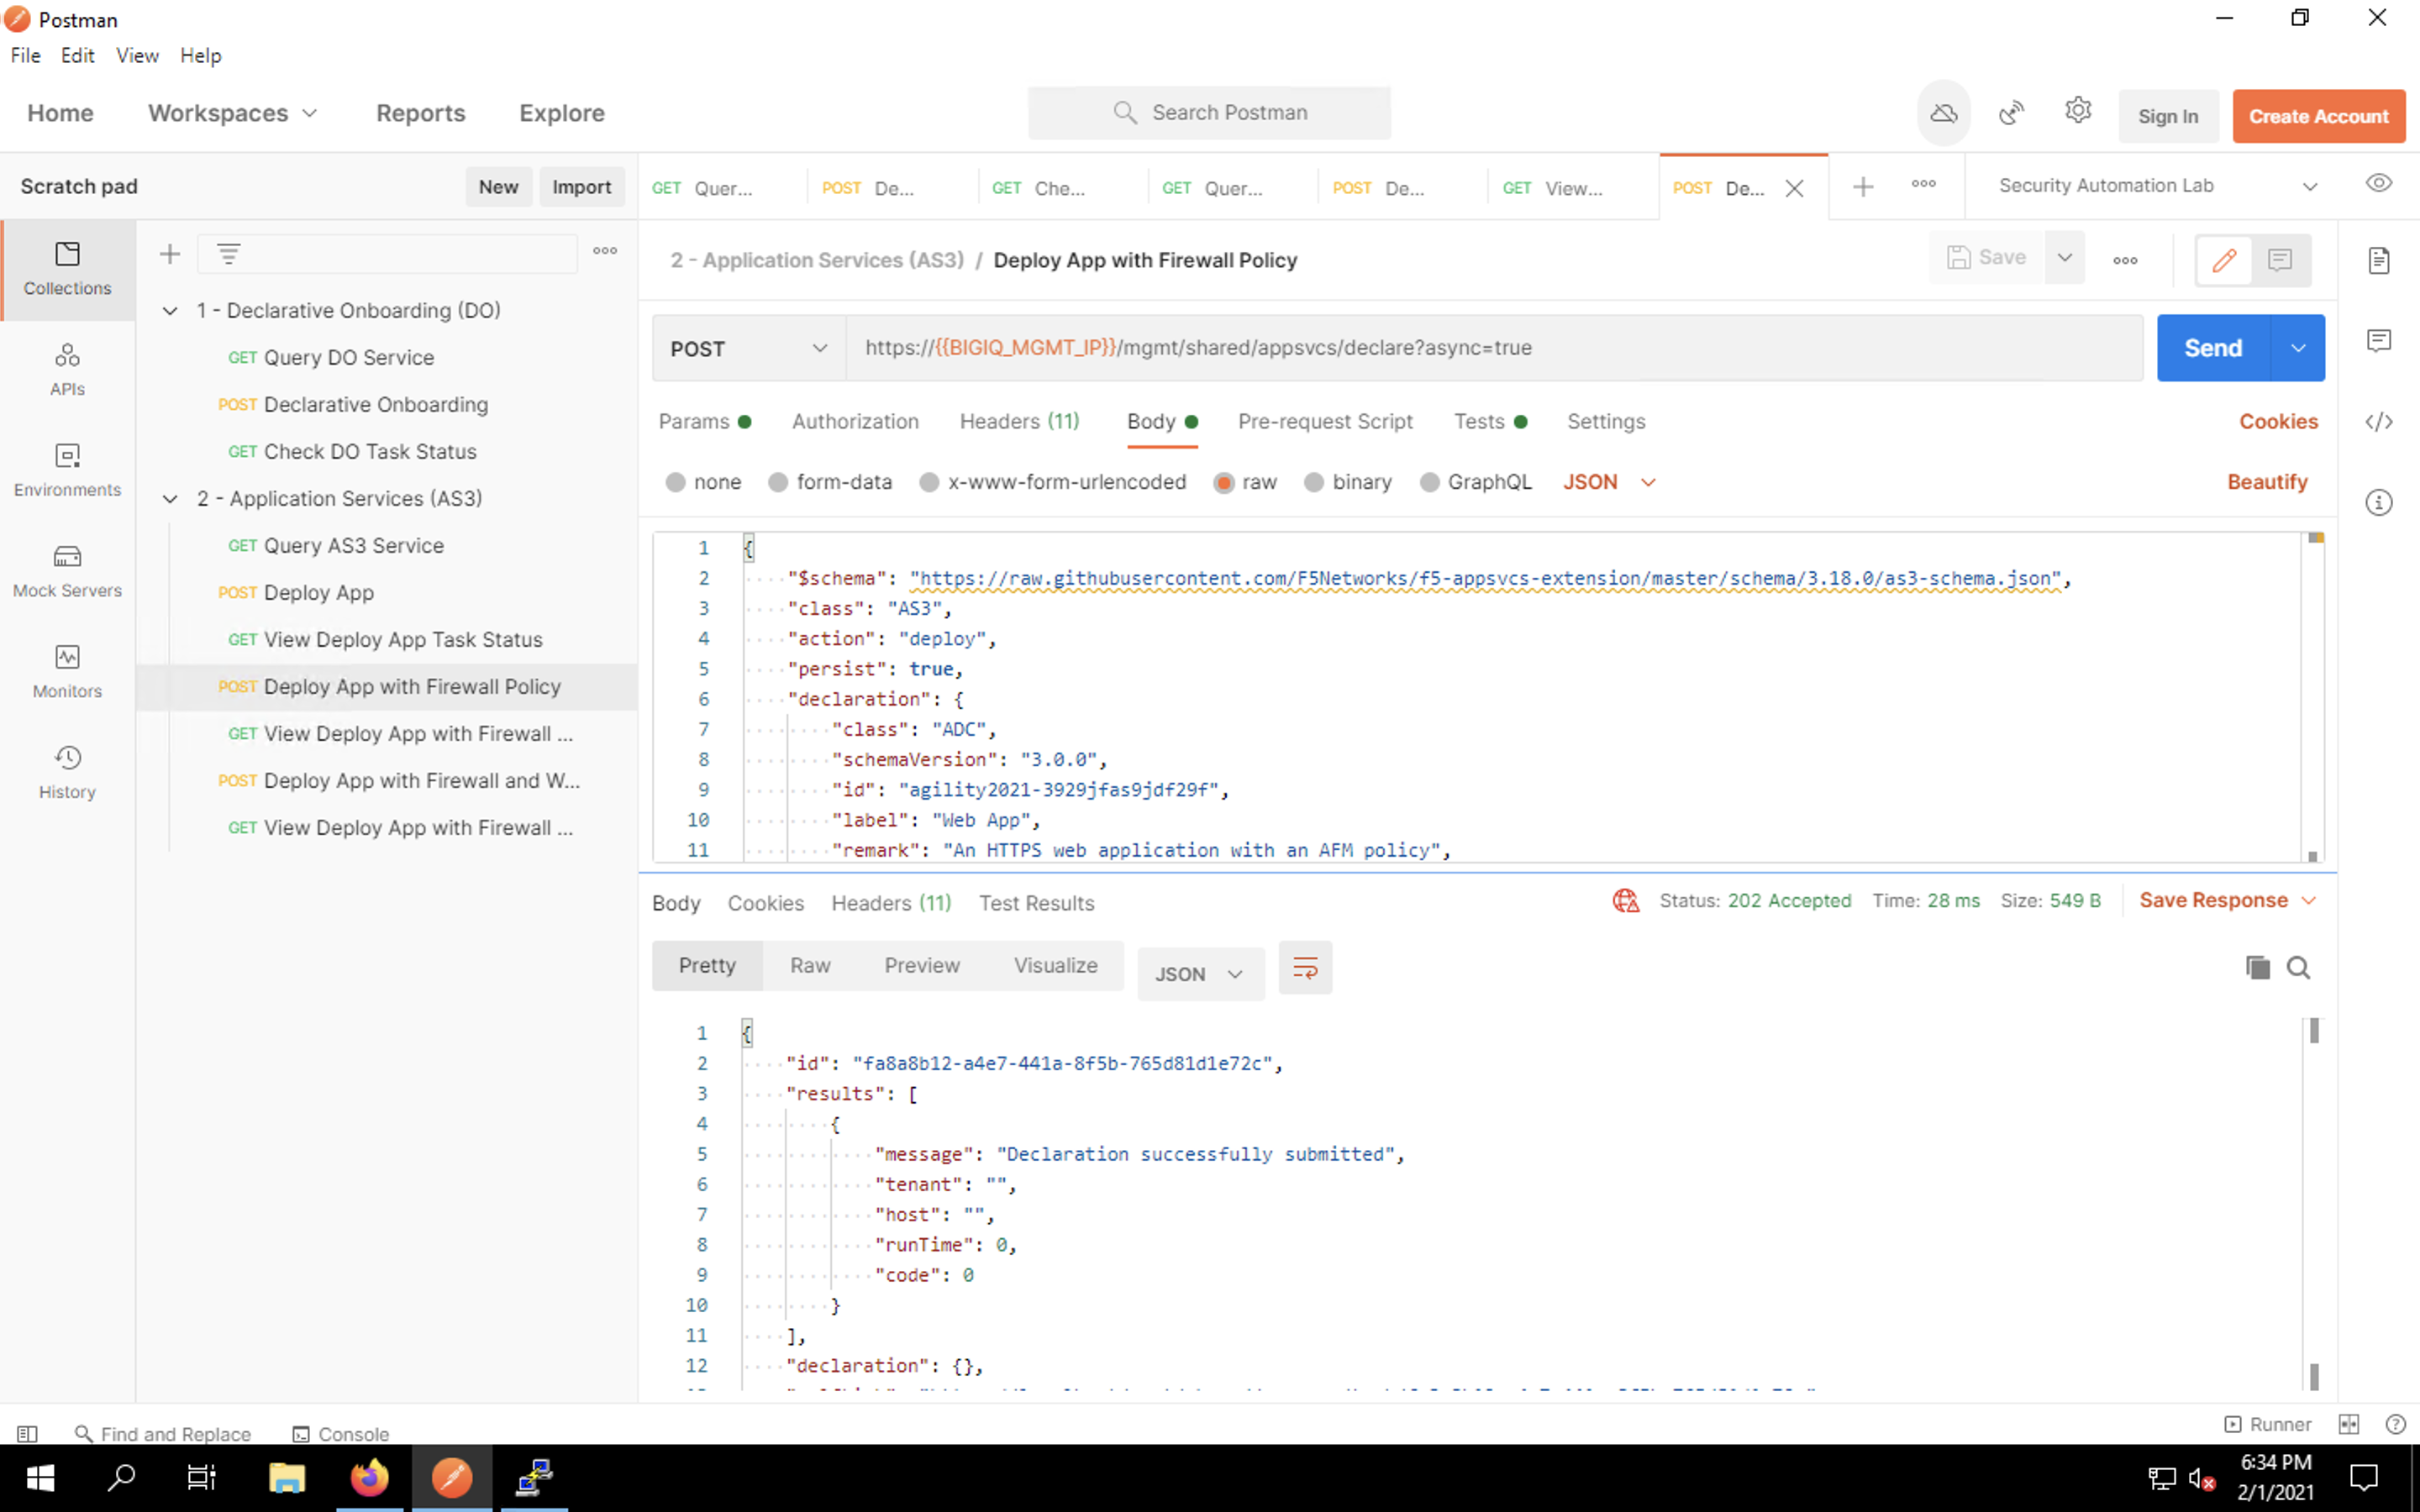 Postman
File Edit View Help
Home Workspaces Reports Explore
Search Postman
Sign In
Create Account
Scratch pad
New
Import
GET Quer...
POST De...
GET Che...
GET Quer...
POST De...
GET View...
POST De...
Security Automation Lab
Collections
APIs
Environments
Mock Servers
Monitors
History
1 - Declarative Onboarding (DO)
GET Query DO Service
POST Declarative Onboarding
GET Check DO Task Status
2 - Application Services (AS3)
GET Query AS3 Service
POST Deploy App
GET View Deploy App Task Status
POST Deploy App with Firewall Policy
GET View Deploy App with Firewall ...
POST Deploy App with Firewall and W...
GET View Deploy App with Firewall ...
2 - Application Services (AS3) / Deploy App with Firewall Policy
Save
POST
https://{{BIGIQ_MGMT_IP}}/mgmt/shared/appsvcs/declare?async=true
Send
Params Authorization Headers (11) Body Pre-request Script Tests Settings
Cookies
none form-data x-www-form-urlencoded raw binary GraphQL JSON
Beautify
1 {
2 "$schema": "https://raw.githubusercontent.com/F5Networks/f5-appsvcs-extension/master/schema/3.18.0/as3-schema.json",
3 "class": "AS3",
4 "action": "deploy",
5 "persist": true,
6 "declaration": {
7 "class": "ADC",
8 "schemaVersion": "3.0.0",
9 "id": "agility2021-3929jfas9jdf29f",
10 "label": "Web App",
11 "remark": "An HTTPS web application with an AFM policy",
Body Cookies Headers (11) Test Results
Status: 202 Accepted Time: 28 ms Size: 549 B
Save Response
Pretty Raw Preview Visualize
JSON
1 {
2 "id": "fa8a8b12-a4e7-441a-8f5b-765d81d1e72c",
3 "results": [
4 {
5 "message": "Declaration successfully submitted",
6 "tenant": "",
7 "host": "",
8 "runTime": 0,
9 "code": 0
10 }
11 ],
12 "declaration": {},
Find and Replace
Console
Runner
6:34 PM
2/1/2021